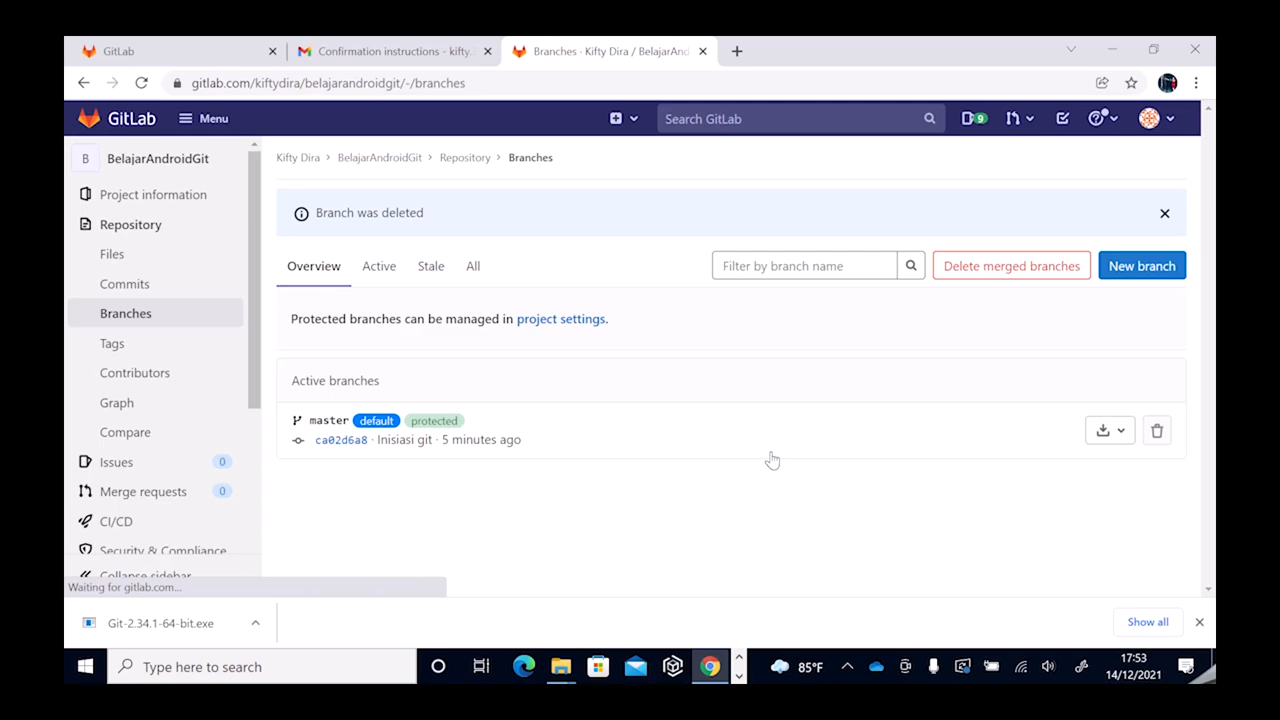 GitLab
Confirmation instructions - kifty.
Branches · Kifty Dira / BelajarAnd
gitlab.com/kiftydira/belajarandroidgit/-/branches
GitLab
Menu
Search GitLab
9
B
BelajarAndroidGit
Project information
Repository
Files
Commits
Branches
Tags
Contributors
Graph
Compare
Issues 0
Merge requests 0
CI/CD
Security & Compliance
Collapse sidebar
Kifty Dira > BelajarAndroidGit > Repository > Branches
Branch was deleted
Overview Active Stale All
Filter by branch name
Delete merged branches
New branch
Protected branches can be managed in project settings.
Active branches
master default protected
ca02d6a8 · Inisiasi git · 5 minutes ago
Waiting for gitlab.com...
Git-2.34.1-64-bit.exe
Show all
Type here to search
85°F
17:53
14/12/2021